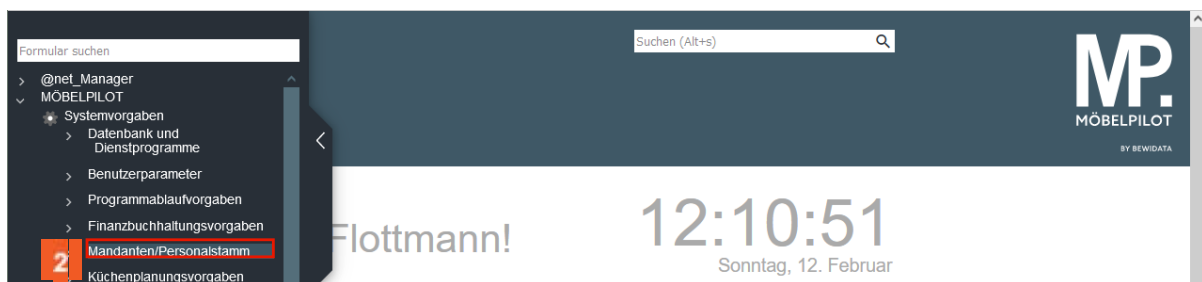 Formular suchen
Suchen (Alt+s)
@net_Manager
MÖBELPILOT
Systemvorgaben
Datenbank und
Dienstprogramme
Benutzerparameter
Programmablaufvorgaben
Finanzbuchhaltungsvorgaben
Mandanten/Personalstamm
2
Küchenplanungsvorgaben
Flottmann!
12:10:51
Sonntag, 12. Februar
MP.
MÖBELPILOT
BY BEWIDATA